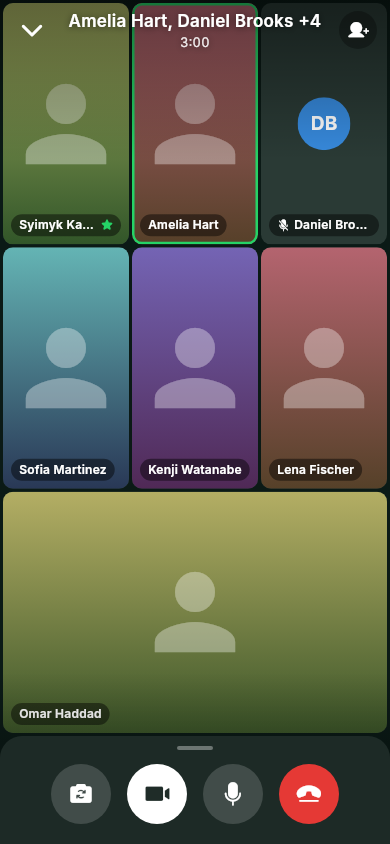 Amelia Hart, Daniel Brooks +4
3:00
Syimyk Ka...
Amelia Hart
DB
Daniel Bro...
Sofia Martinez
Kenji Watanabe
Lena Fischer
Omar Haddad